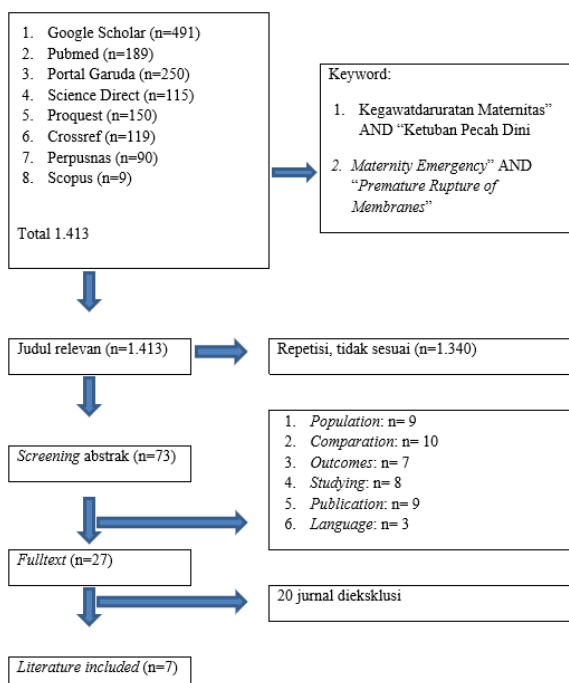 1. Google Scholar (n=491)
2. Pubmed (n=189)
3. Portal Garuda (n=250)
4. Science Direct (n=115)
5. Proquest (n=150)
6. Crossref (n=119)
7. Perpusnas (n=90)
8. Scopus (n=9)
Total 1.413
Keyword:
1. Kegawatdaruratan Maternitas”
AND “Ketuban Pecah Dini
2. Maternity Emergency” AND
“Premature Rupture of
Membranes”
Judul relevan (n=1.413)
Repetisi, tidak sesuai (n=1.340)
Screening abstrak (n=73)
1. Population: n= 9
2. Comparation: n= 10
3. Outcomes: n= 7
4. Studying: n= 8
5. Publication: n= 9
6. Language: n= 3
Fulltext (n=27)
20 jurnal dieksklusi
Literature included (n=7)